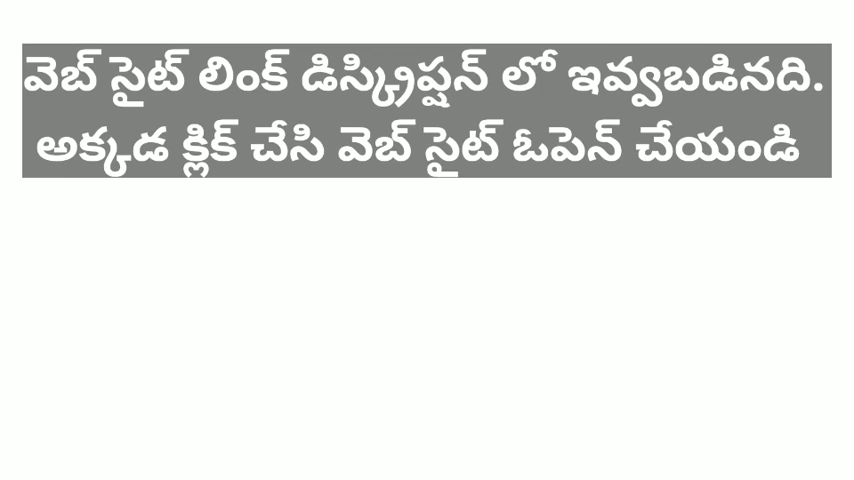 వెబ్ సైట్ లింక్ డిస్క్రిప్షన్ లో ఇవ్వబడినది.
అక్కడ క్లిక్ చేసి వెబ్ సైట్ ఓపెన్ చేయండి